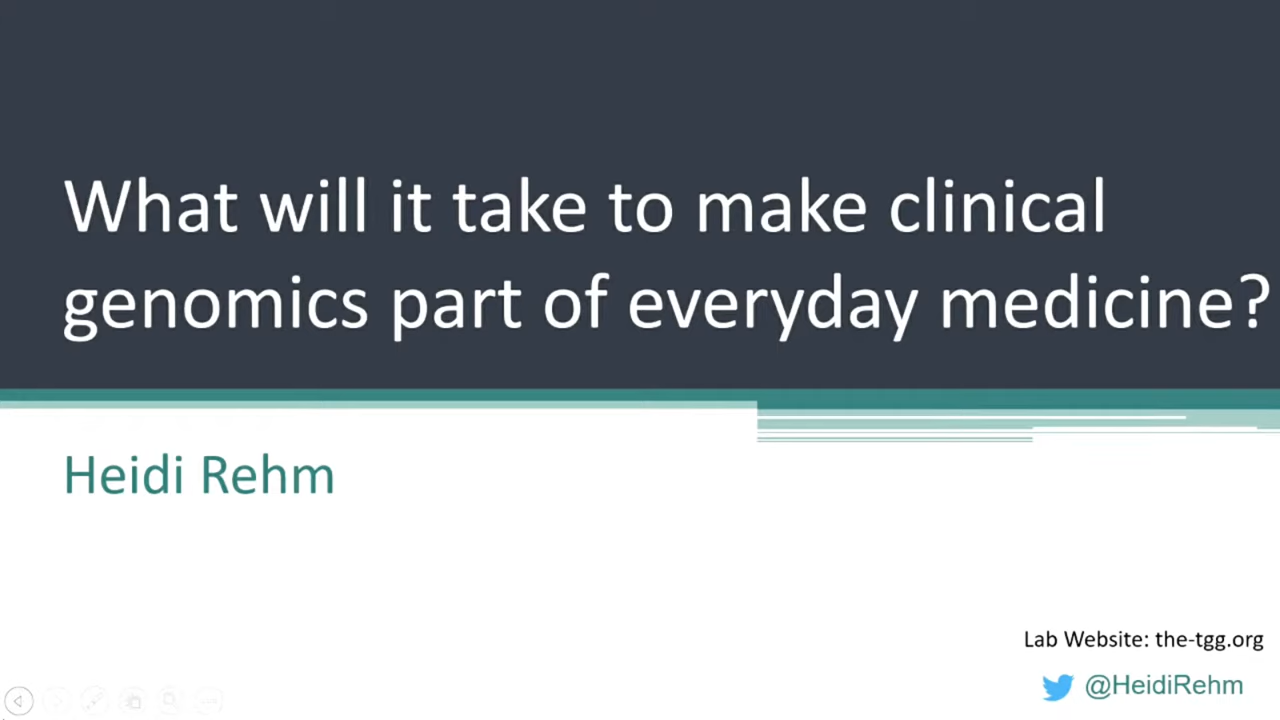 What will it take to make clinical
genomics part of everyday medicine?
Heidi Rehm
Lab Website: the-tgg.org
@HeidiRehm